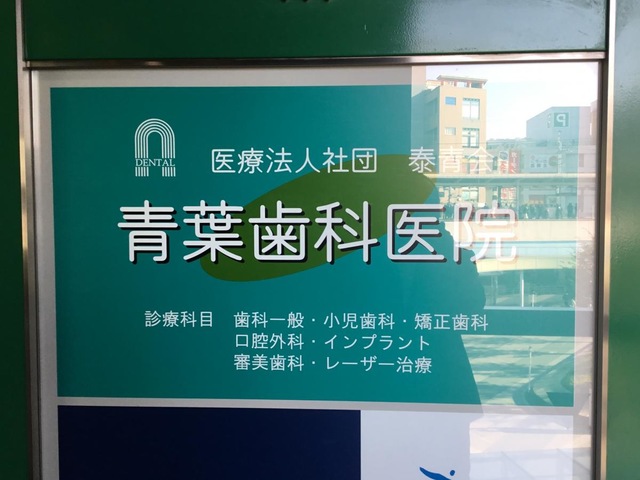 DENTAL
医療法人社団 泰青会
青葉歯科医院
診療科目 歯科一般・小児歯科・矯正歯科
口腔外科・インプラント
審美歯科・レーザー治療